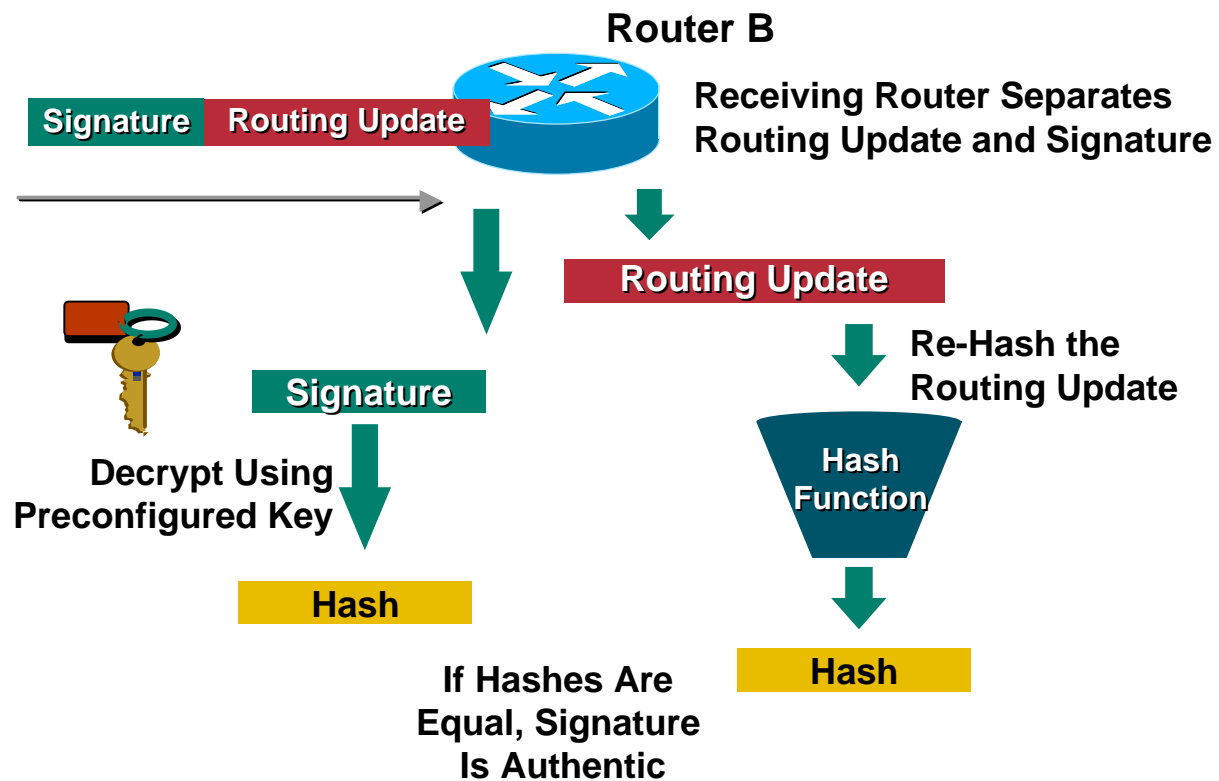 Router B
Signature Routing Update
Receiving Router Separates
Routing Update and Signature
Routing Update
Re-Hash the
Routing Update
Signature
Hash
Function
Decrypt Using
Preconfigured Key
Hash
Hash
If Hashes Are
Equal, Signature
Is Authentic